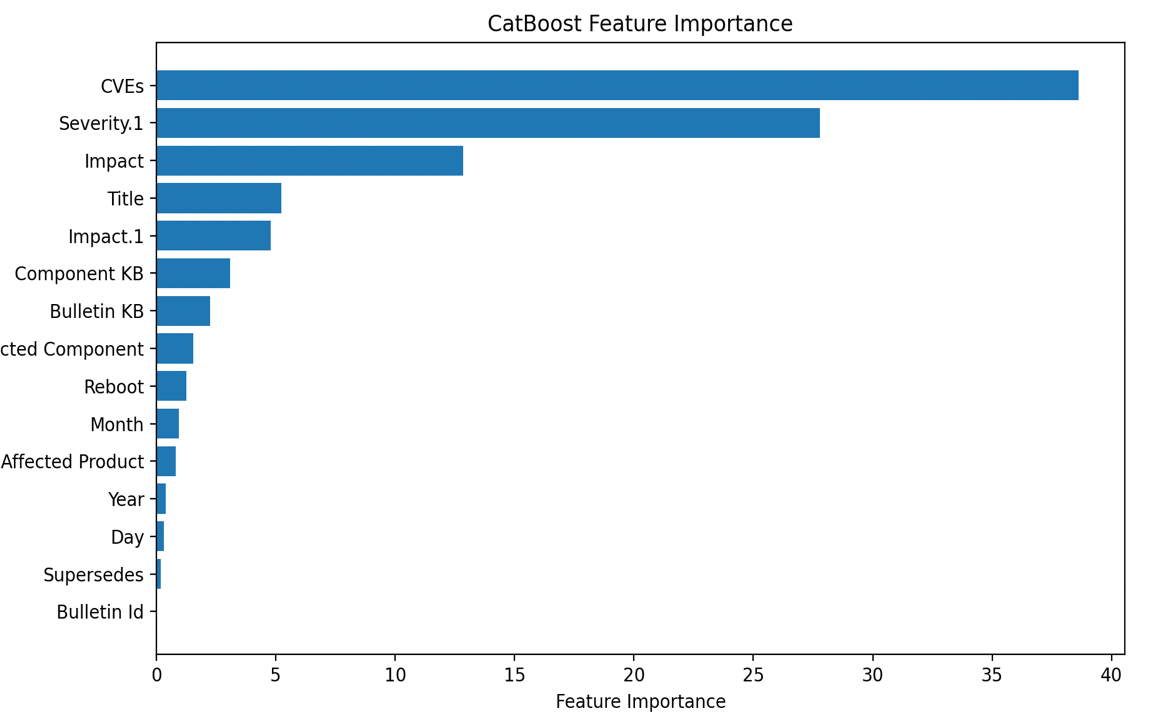 CatBoost Feature Importance
CVEs
Severity.1
Impact
Title
Impact.1
Component KB
Bulletin KB
cted Component
Reboot
Month
Affected Product
Year
Day
Supersedes
Bulletin Id
0 5 10 15 20 25 30 35 40
Feature Importance